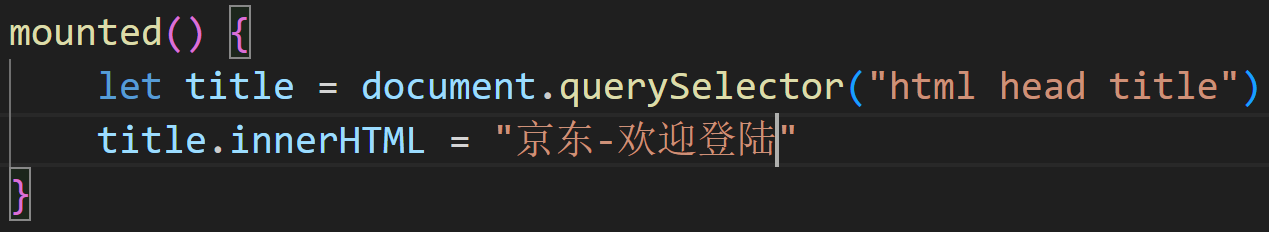 mounted() {
    let title = document.querySelector("html head title")
    title.innerHTML = "京东-欢迎登陆"
}